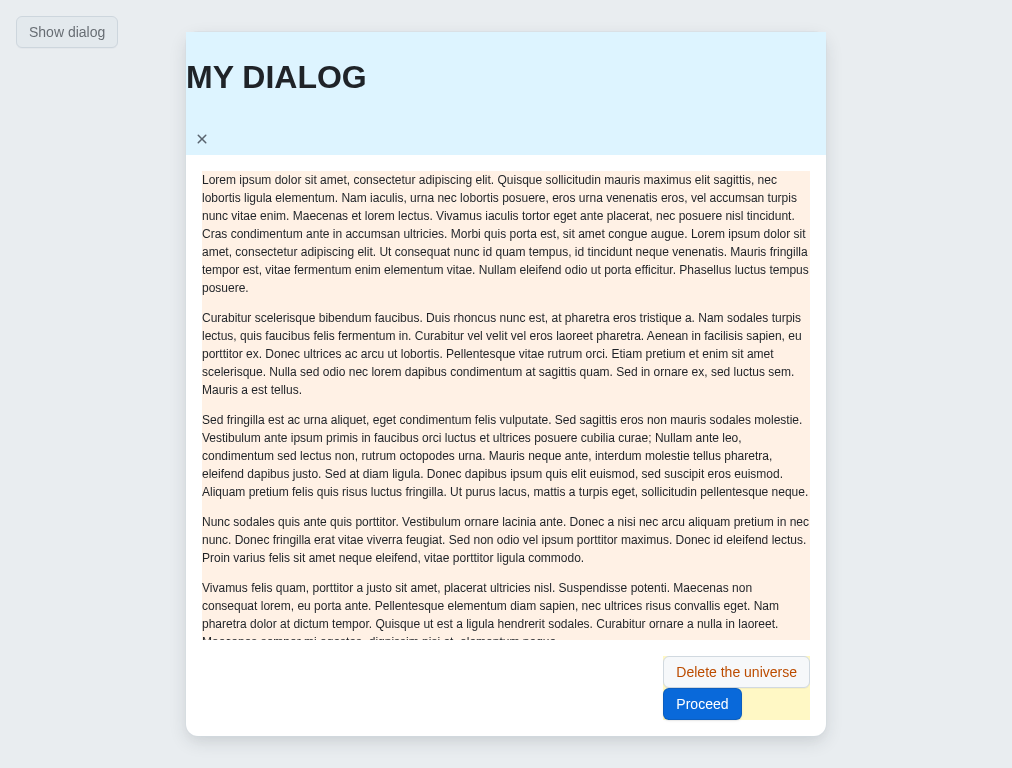 Show dialog
MY DIALOG
×
Lorem ipsum dolor sit amet, consectetur adipiscing elit. Quisque sollicitudin mauris maximus elit sagittis, nec
lobortis ligula elementum. Nam iaculis, urna nec lobortis posuere, eros urna venenatis eros, vel accumsan turpis
nunc vitae enim. Maecenas et lorem lectus. Vivamus iaculis tortor eget ante placerat, nec posuere nisl tincidunt.
Cras condimentum ante in accumsan ultricies. Morbi quis porta est, sit amet congue augue. Lorem ipsum dolor sit
amet, consectetur adipiscing elit. Ut consequat nunc id quam tempus, id tincidunt neque venenatis. Mauris fringilla
tempor est, vitae fermentum enim elementum vitae. Nullam eleifend odio ut porta efficitur. Phasellus luctus tempus
posuere.
Curabitur scelerisque bibendum faucibus. Duis rhoncus nunc est, at pharetra eros tristique a. Nam sodales turpis
lectus, quis faucibus felis fermentum in. Curabitur vel velit vel eros laoreet pharetra. Aenean in facilisis sapien, eu
porttitor ex. Donec ultrices ac arcu ut lobortis. Pellentesque vitae rutrum orci. Etiam pretium et enim sit amet
scelerisque. Nulla sed odio nec lorem dapibus condimentum at sagittis quam. Sed in ornare ex, sed luctus sem.
Mauris a est tellus.
Sed fringilla est ac urna aliquet, eget condimentum felis vulputate. Sed sagittis eros non mauris sodales molestie.
Vestibulum ante ipsum primis in faucibus orci luctus et ultrices posuere cubilia curae; Nullam ante leo,
condimentum sed lectus non, rutrum octopodes urna. Mauris neque ante, interdum molestie tellus pharetra,
eleifend dapibus justo. Sed at diam ligula. Donec dapibus ipsum quis elit euismod, sed suscipit eros euismod.
Aliquam pretium felis quis risus luctus fringilla. Ut purus lacus, mattis a turpis eget, sollicitudin pellentesque neque.
Nunc sodales quis ante quis porttitor. Vestibulum ornare lacinia ante. Donec a nisi nec arcu aliquam pretium in nec
nunc. Donec fringilla erat vitae viverra feugiat. Sed non odio vel ipsum porttitor maximus. Donec id eleifend lectus.
Proin varius felis sit amet neque eleifend, vitae porttitor ligula commodo.
Vivamus felis quam, porttitor a justo sit amet, placerat ultricies nisl. Suspendisse potenti. Maecenas non
consequat lorem, eu porta ante. Pellentesque elementum diam sapien, nec ultrices risus convallis eget. Nam
pharetra dolor at dictum tempor. Quisque ut est a ligula hendrerit sodales. Curabitur ornare a nulla in laoreet.
Delete the universe
Proceed